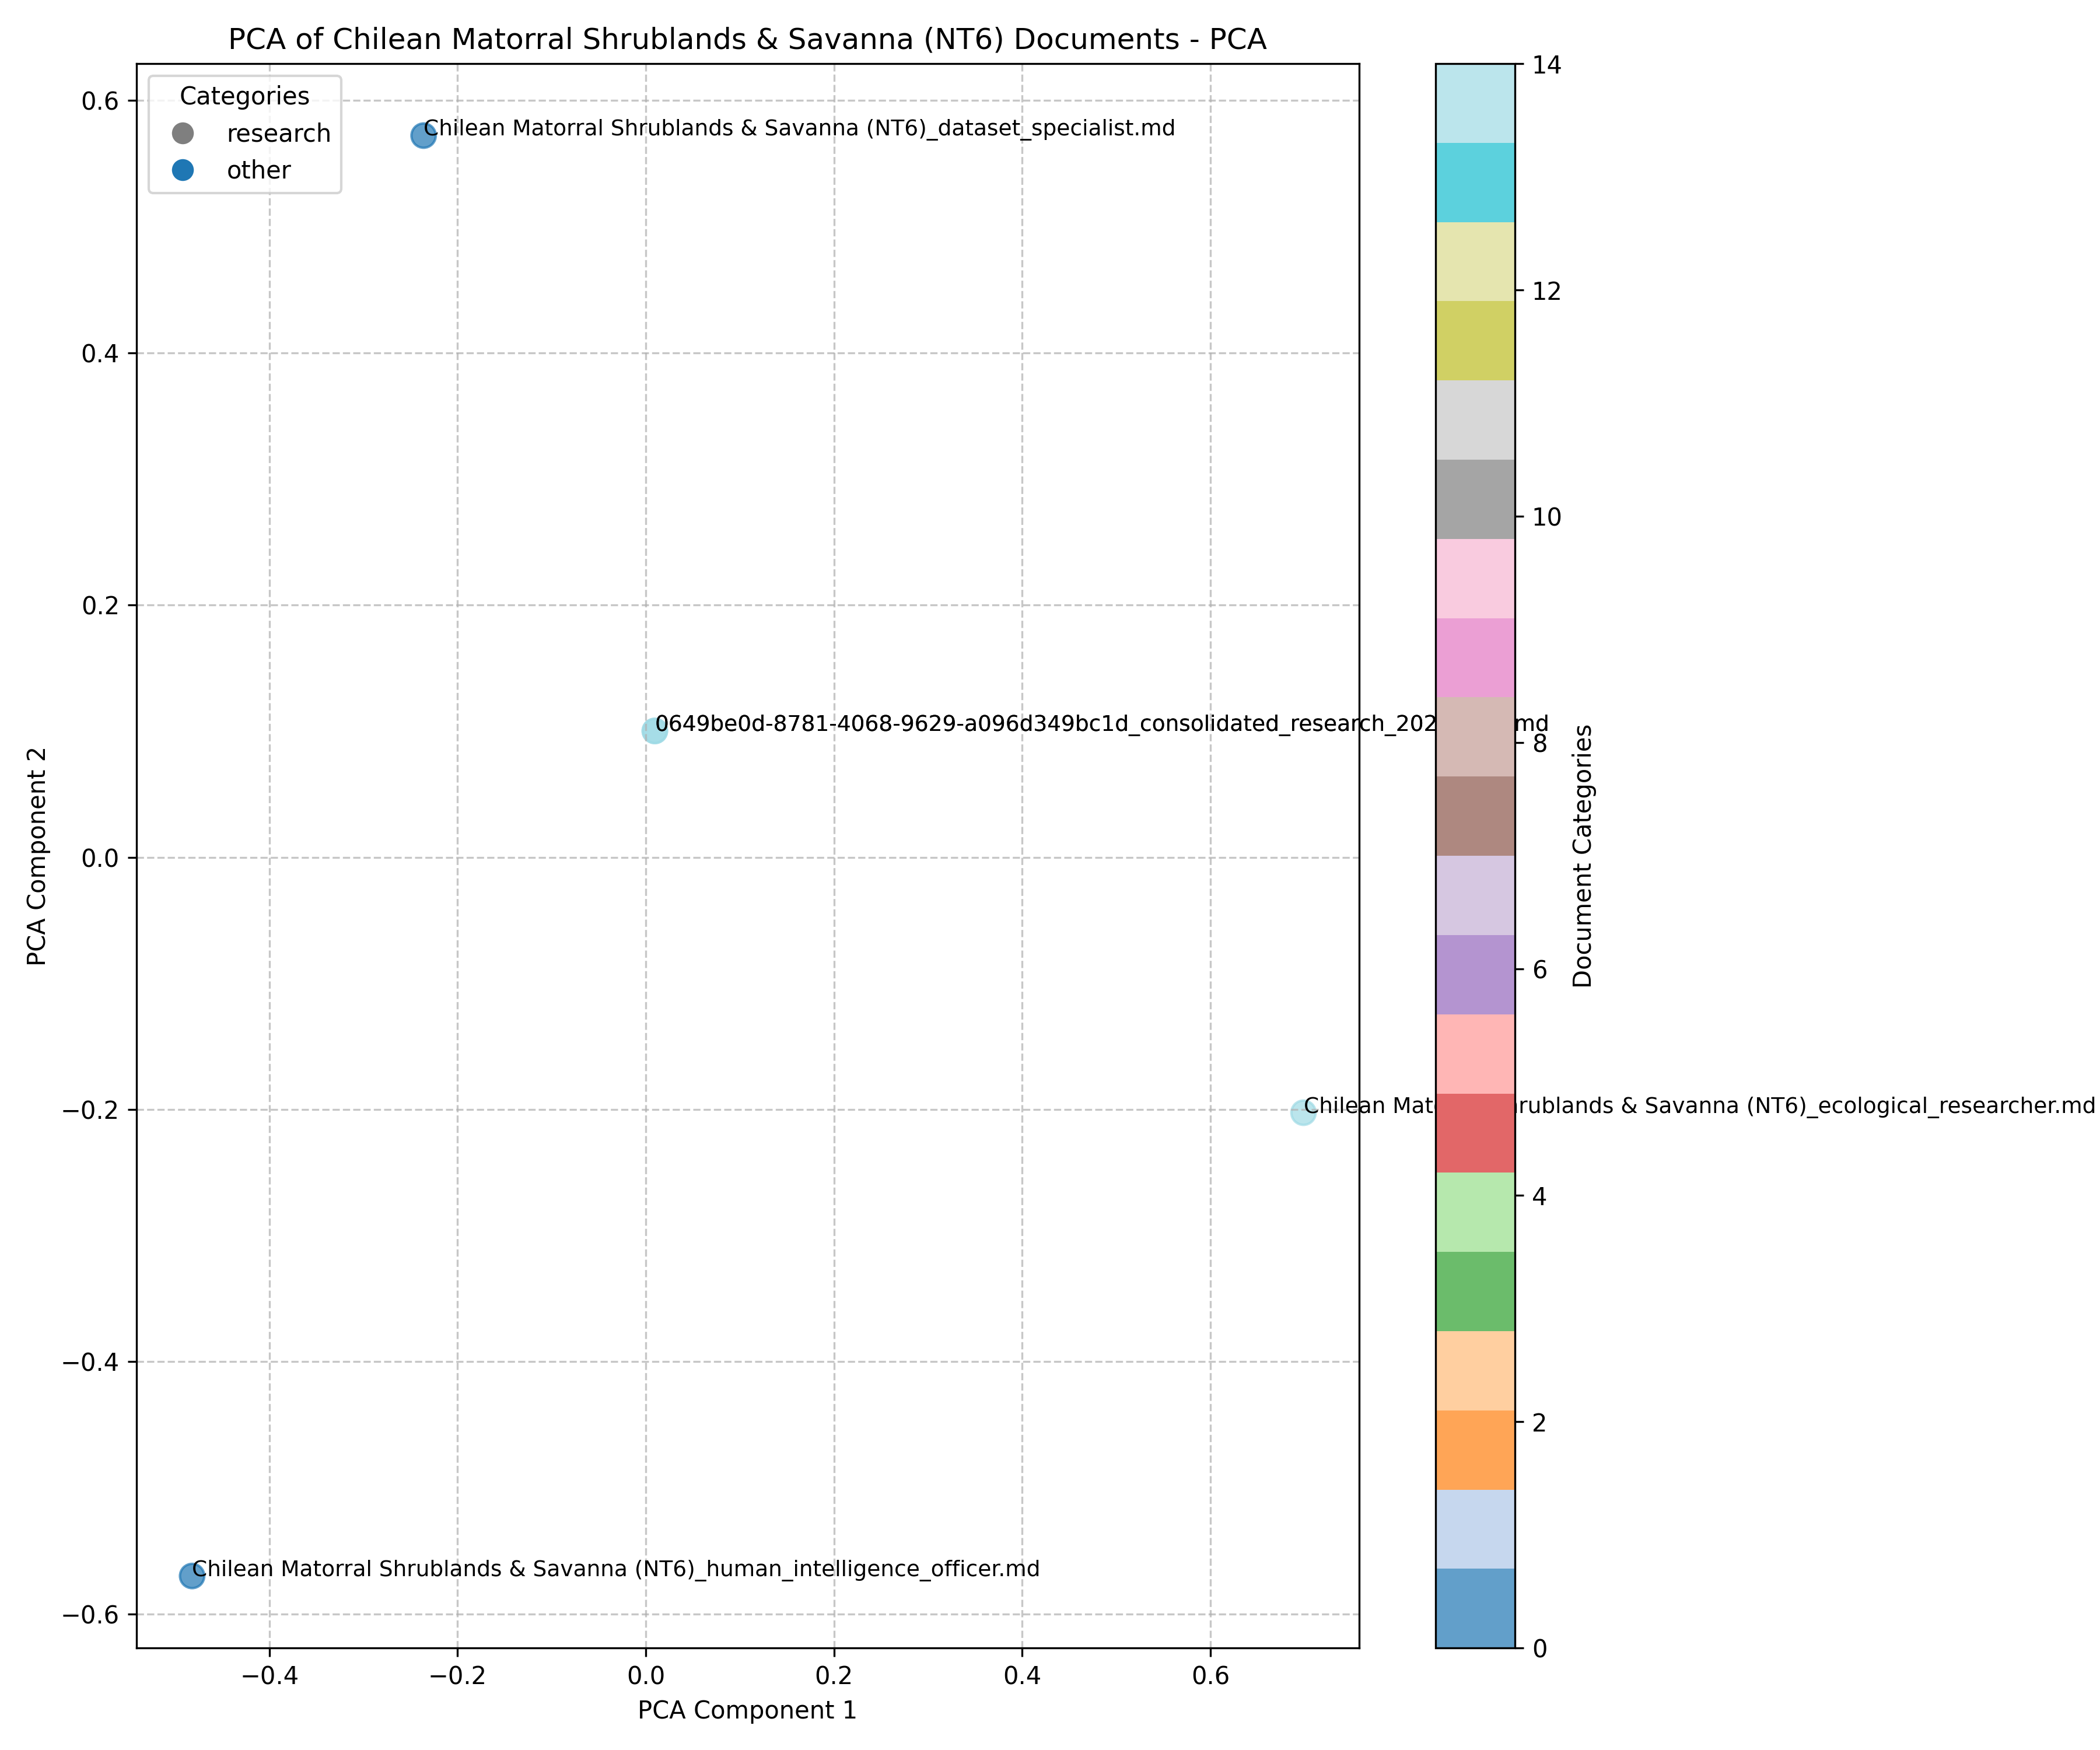 PCA of Chilean Matorral Shrublands & Savanna (NT6) Documents - PCA
Categories
research
other
Chilean Matorral Shrublands & Savanna (NT6)_dataset_specialist.md
0649be0d-8781-4068-9629-a096d349bc1d_consolidated_research_202 md
Chilean Mat rublands & Savanna (NT6)_ecological_researcher.md
Chilean Matorral Shrublands & Savanna (NT6)_human_intelligence_officer.md
0.6
0.4
0.2
0.0
−0.2
−0.4
−0.6
PCA Component 2
−0.4 −0.2 0.0 0.2 0.4 0.6
PCA Component 1
14
12
10
8
6
4
2
0
Document Categories